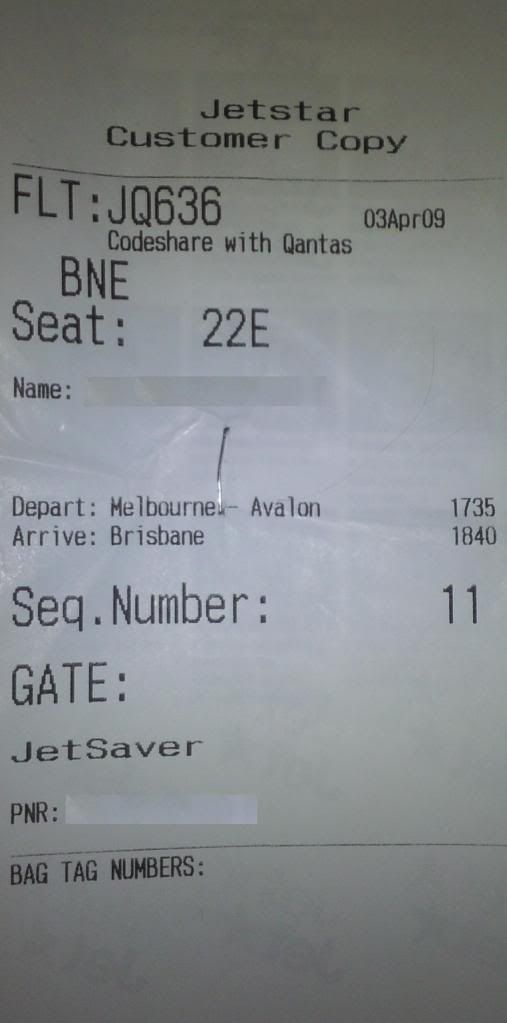 Jetstar
Customer Copy
FLT:JQ636 03Apr09
Codeshare with Qantas
BNE
Seat: 22E
Name:
Depart: Melbourne - Avalon 1735
Arrive: Brisbane 1840
Seq.Number: 11
GATE:
JetSaver
PNR:
BAG TAG NUMBERS: